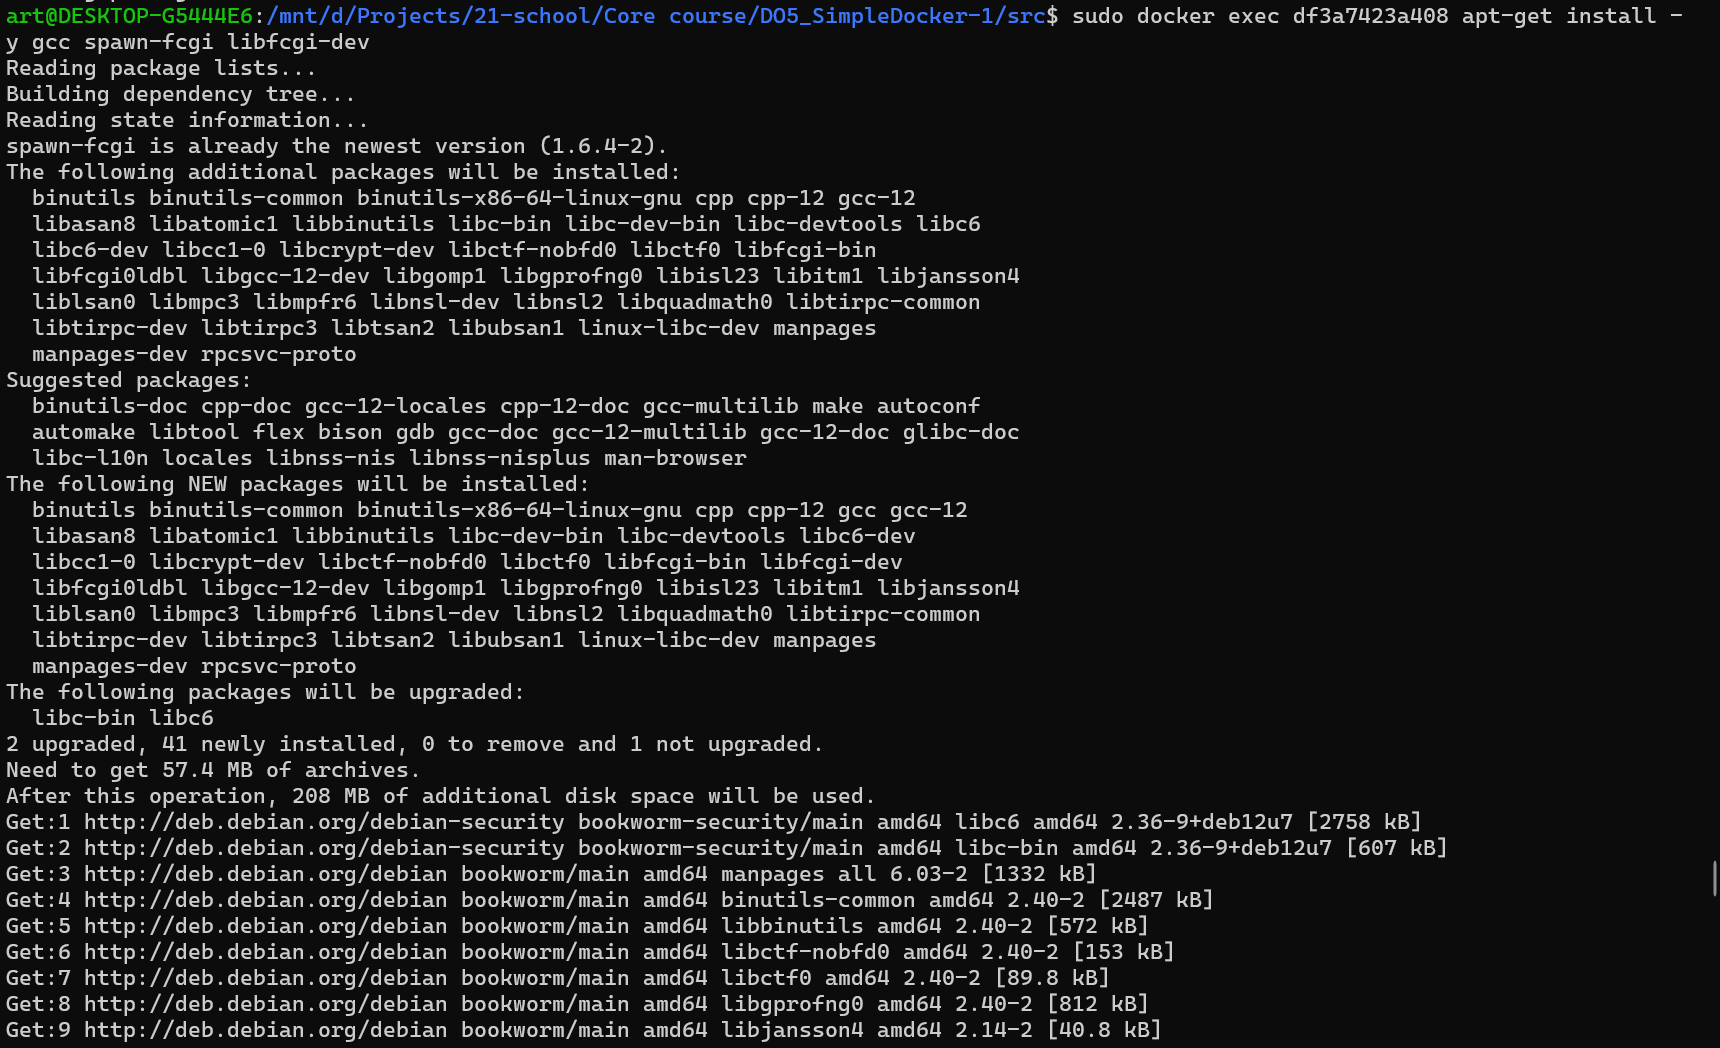 art@DESKTOP-G5444E6:/mnt/d/Projects/21-school/Core course/DO5_SimpleDocker-1/src$ sudo docker exec df3a7423a408 apt-get install -
y gcc spawn-fcgi libfcgi-dev
Reading package lists...
Building dependency tree...
Reading state information...
spawn-fcgi is already the newest version (1.6.4-2).
The following additional packages will be installed:
  binutils binutils-common binutils-x86-64-linux-gnu cpp cpp-12 gcc-12
  libasan8 libatomic1 libbinutils libc-bin libc-dev-bin libc-devtools libc6
  libc6-dev libcc1-0 libcrypt-dev libctf-nobfd0 libctf0 libfcgi-bin
  libfcgi0ldbl libgcc-12-dev libgomp1 libgprofng0 libisl23 libitm1 libjansson4
  liblsan0 libmpc3 libmpfr6 libnsl-dev libnsl2 libquadmath0 libtirpc-common
  libtirpc-dev libtirpc3 libtsan2 libubsan1 linux-libc-dev manpages
  manpages-dev rpcsvc-proto
Suggested packages:
  binutils-doc cpp-doc gcc-12-locales cpp-12-doc gcc-multilib make autoconf
  automake libtool flex bison gdb gcc-doc gcc-12-multilib gcc-12-doc glibc-doc
  libc-l10n locales libnss-nis libnss-nisplus man-browser
The following NEW packages will be installed:
  binutils binutils-common binutils-x86-64-linux-gnu cpp cpp-12 gcc gcc-12
  libasan8 libatomic1 libbinutils libc-dev-bin libc-devtools libc6-dev
  libcc1-0 libcrypt-dev libctf-nobfd0 libctf0 libfcgi-bin libfcgi-dev
  libfcgi0ldbl libgcc-12-dev libgomp1 libgprofng0 libisl23 libitm1 libjansson4
  liblsan0 libmpc3 libmpfr6 libnsl-dev libnsl2 libquadmath0 libtirpc-common
  libtirpc-dev libtirpc3 libtsan2 libubsan1 linux-libc-dev manpages
  manpages-dev rpcsvc-proto
The following packages will be upgraded:
  libc-bin libc6
2 upgraded, 41 newly installed, 0 to remove and 1 not upgraded.
Need to get 57.4 MB of archives.
After this operation, 208 MB of additional disk space will be used.
Get:1 http://deb.debian.org/debian-security bookworm-security/main amd64 libc6 amd64 2.36-9+deb12u7 [2758 kB]
Get:2 http://deb.debian.org/debian-security bookworm-security/main amd64 libc-bin amd64 2.36-9+deb12u7 [607 kB]
Get:3 http://deb.debian.org/debian bookworm/main amd64 manpages all 6.03-2 [1332 kB]
Get:4 http://deb.debian.org/debian bookworm/main amd64 binutils-common amd64 2.40-2 [2487 kB]
Get:5 http://deb.debian.org/debian bookworm/main amd64 libbinutils amd64 2.40-2 [572 kB]
Get:6 http://deb.debian.org/debian bookworm/main amd64 libctf-nobfd0 amd64 2.40-2 [153 kB]
Get:7 http://deb.debian.org/debian bookworm/main amd64 libctf0 amd64 2.40-2 [89.8 kB]
Get:8 http://deb.debian.org/debian bookworm/main amd64 libgprofng0 amd64 2.40-2 [812 kB]
Get:9 http://deb.debian.org/debian bookworm/main amd64 libjansson4 amd64 2.14-2 [40.8 kB]